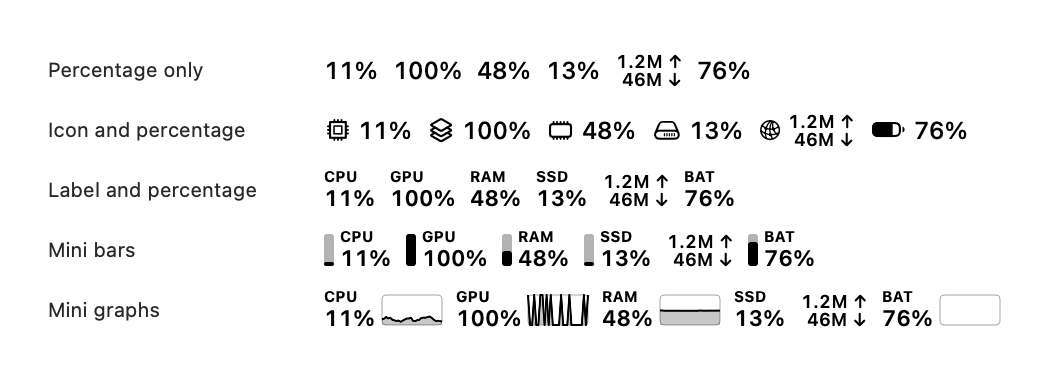 Percentage only 11% 100% 48% 13% 1.2M ↑ 46M ↓ 76%
Icon and percentage 11% 100% 48% 13% 1.2M ↑ 46M ↓ 76%
Label and percentage CPU 11% GPU 100% RAM 48% SSD 13% 1.2M ↑ 46M ↓ BAT 76%
Mini bars CPU 11% GPU 100% RAM 48% SSD 13% 1.2M ↑ 46M ↓ BAT 76%
Mini graphs CPU 11% GPU 100% RAM 48% SSD 13% 1.2M ↑ 46M ↓ BAT 76%